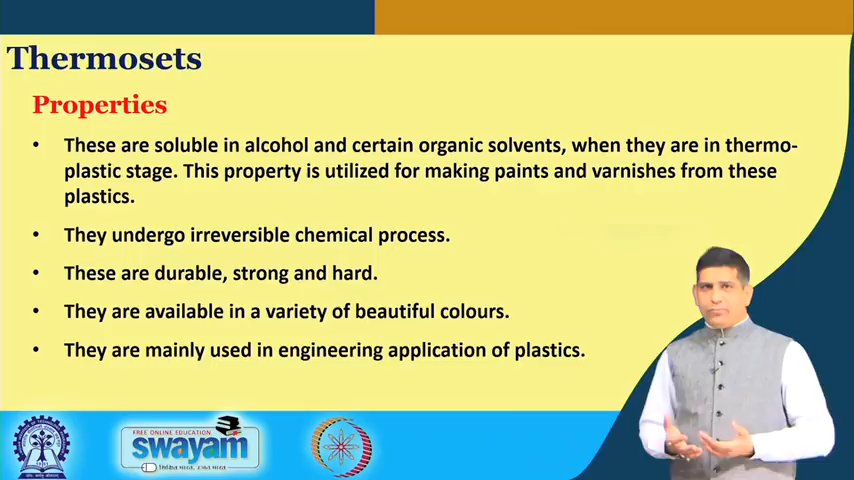 Thermosets
Properties
• These are soluble in alcohol and certain organic solvents, when they are in thermo-
plastic stage. This property is utilized for making paints and varnishes from these
plastics.
• They undergo irreversible chemical process.
• These are durable, strong and hard.
• They are available in a variety of beautiful colours.
• They are mainly used in engineering application of plastics.
FREE ONLINE EDUCATION
swayam